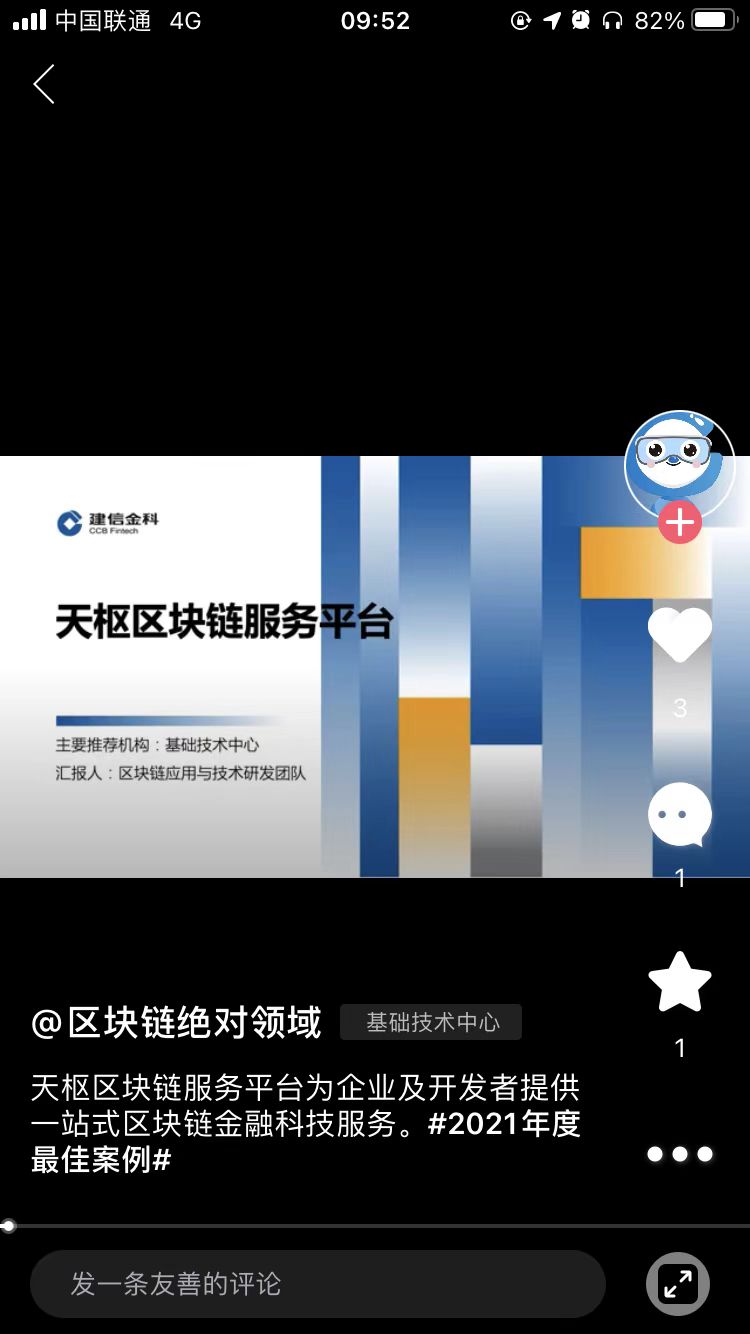 中国联通 4G 09:52 82%
建信金科
CCB Fintech
天枢区块链服务平台
主要推荐机构：基础技术中心
汇报人：区块链应用与技术研发团队
3
1
1
@区块链绝对领域 基础技术中心
天枢区块链服务平台为企业及开发者提供
一站式区块链金融科技服务。#2021年度
最佳案例#
发一条友善的评论